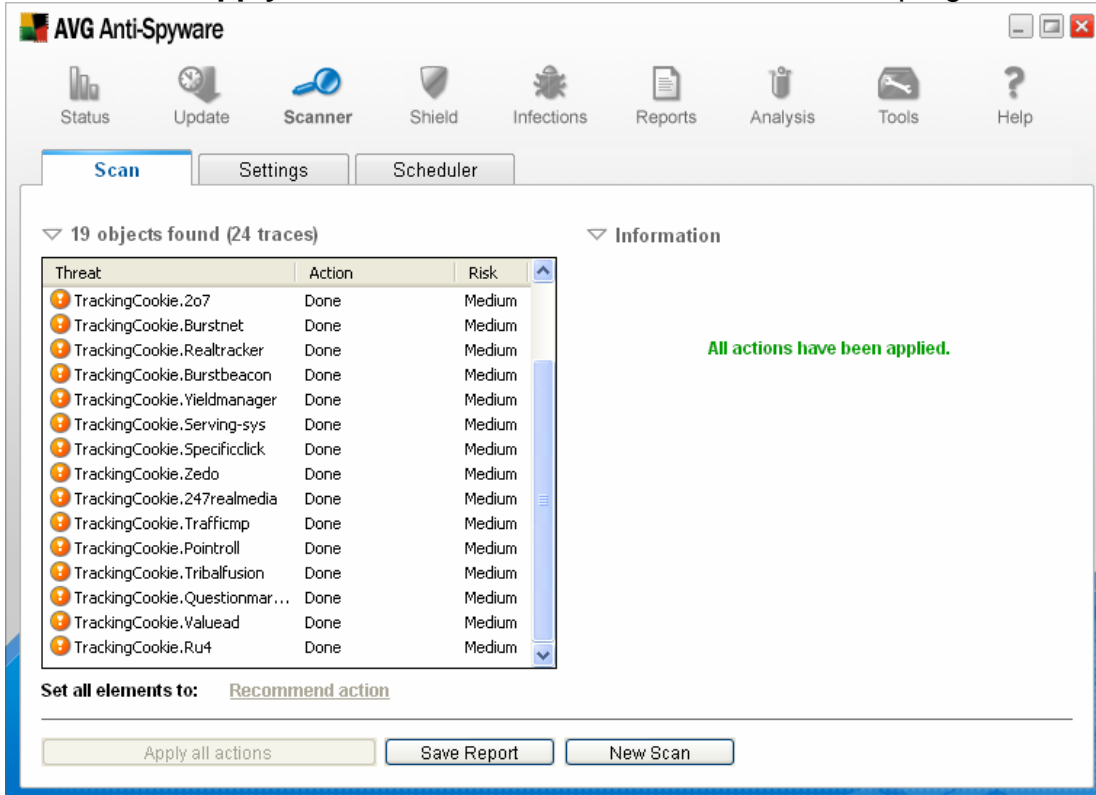 AVG Anti-Spyware
Status Update Scanner Shield Infections Reports Analysis Tools Help
Scan Settings Scheduler
19 objects found (24 traces) Information
Threat Action Risk
TrackingCookie.2o7 Done Medium
TrackingCookie.Burstnet Done Medium
TrackingCookie.Realtracker Done Medium
All actions have been applied.
TrackingCookie.Burstbeacon Done Medium
TrackingCookie.Yieldmanager Done Medium
TrackingCookie.Serving-sys Done Medium
TrackingCookie.Specificclick Done Medium
TrackingCookie.Zedo Done Medium
TrackingCookie.247realmedia Done Medium
TrackingCookie.Trafficmp Done Medium
TrackingCookie.Pointroll Done Medium
TrackingCookie.Tribalfusion Done Medium
TrackingCookie.Questionmar... Done Medium
TrackingCookie.Valuead Done Medium
TrackingCookie.Ru4 Done Medium
Set all elements to: Recommend action
Apply all actions Save Report New Scan